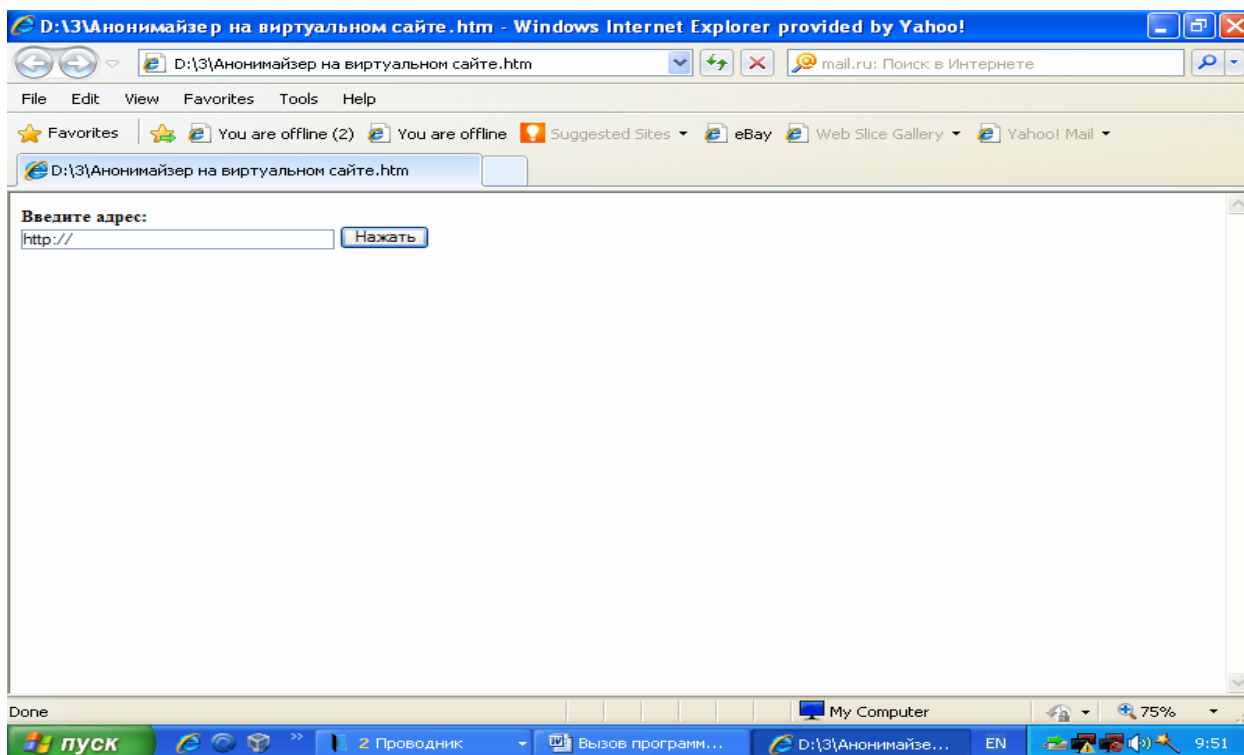 D:\3\Анонимайзер на виртуальном сайте.htm - Windows Internet Explorer provided by Yahoo!
D:\3\Анонимайзер на виртуальном сайте.htm
mail.ru: Поиск в Интернете
File Edit View Favorites Tools Help
Favorites You are offline (2) You are offline Suggested Sites eBay Web Slice Gallery Yahoo! Mail
D:\3\Анонимайзер на виртуальном сайте.htm
Введите адрес:
http:// Нажать
Done My Computer 75%
пуск 2 Проводник Вызов программ... D:\3\Анонимайзе... EN 9:51